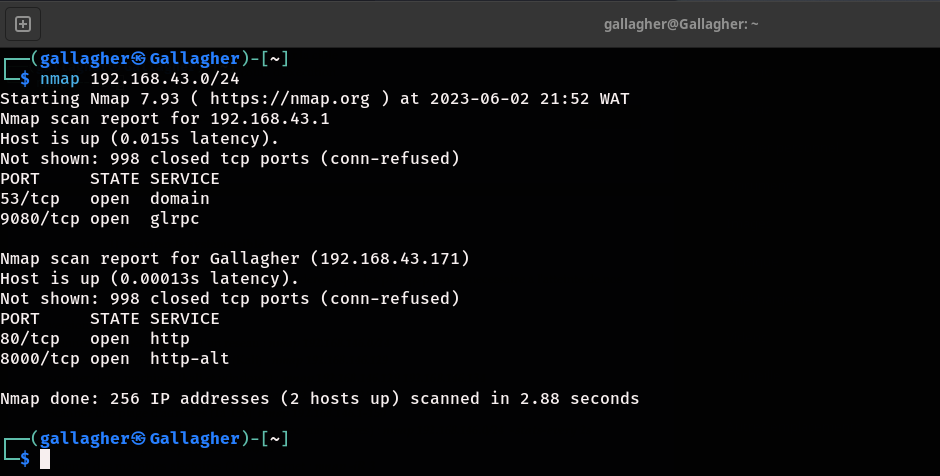 gallagher@Gallagher: ~
┌──(gallagher㉿Gallagher)-[~]
└─$ nmap 192.168.43.0/24
Starting Nmap 7.93 ( https://nmap.org ) at 2023-06-02 21:52 WAT
Nmap scan report for 192.168.43.1
Host is up (0.015s latency).
Not shown: 998 closed tcp ports (conn-refused)
PORT     STATE SERVICE
53/tcp   open  domain
9080/tcp open  glrpc
Nmap scan report for Gallagher (192.168.43.171)
Host is up (0.00013s latency).
Not shown: 998 closed tcp ports (conn-refused)
PORT     STATE SERVICE
80/tcp   open  http
8000/tcp open  http-alt
Nmap done: 256 IP addresses (2 hosts up) scanned in 2.88 seconds
┌──(gallagher㉿Gallagher)-[~]
└─$